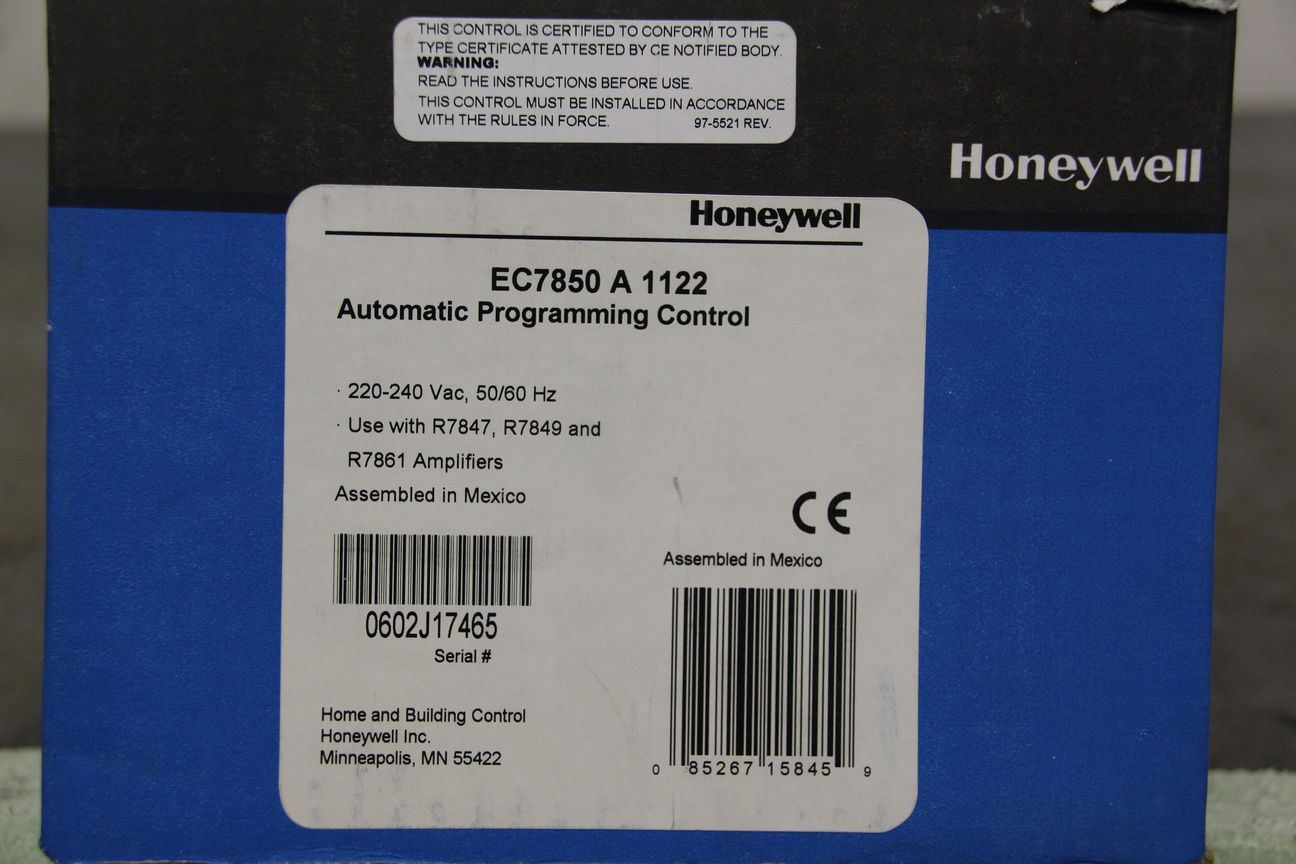 THIS CONTROL IS CERTIFIED TO CONFORM TO THE
TYPE CERTIFICATE ATTESTED BY CE NOTIFIED BODY.
WARNING:
READ THE INSTRUCTIONS BEFORE USE.
THIS CONTROL MUST BE INSTALLED IN ACCORDANCE
WITH THE RULES IN FORCE. 97-5521 REV.
Honeywell
Honeywell
EC7850 A 1122
Automatic Programming Control
· 220-240 Vac, 50/60 Hz
· Use with R7847, R7849 and
R7861 Amplifiers
Assembled in Mexico
CE
Assembled in Mexico
0602J17465
Serial #
Home and Building Control
Honeywell Inc.
Minneapolis, MN 55422
0 85267 15845 9